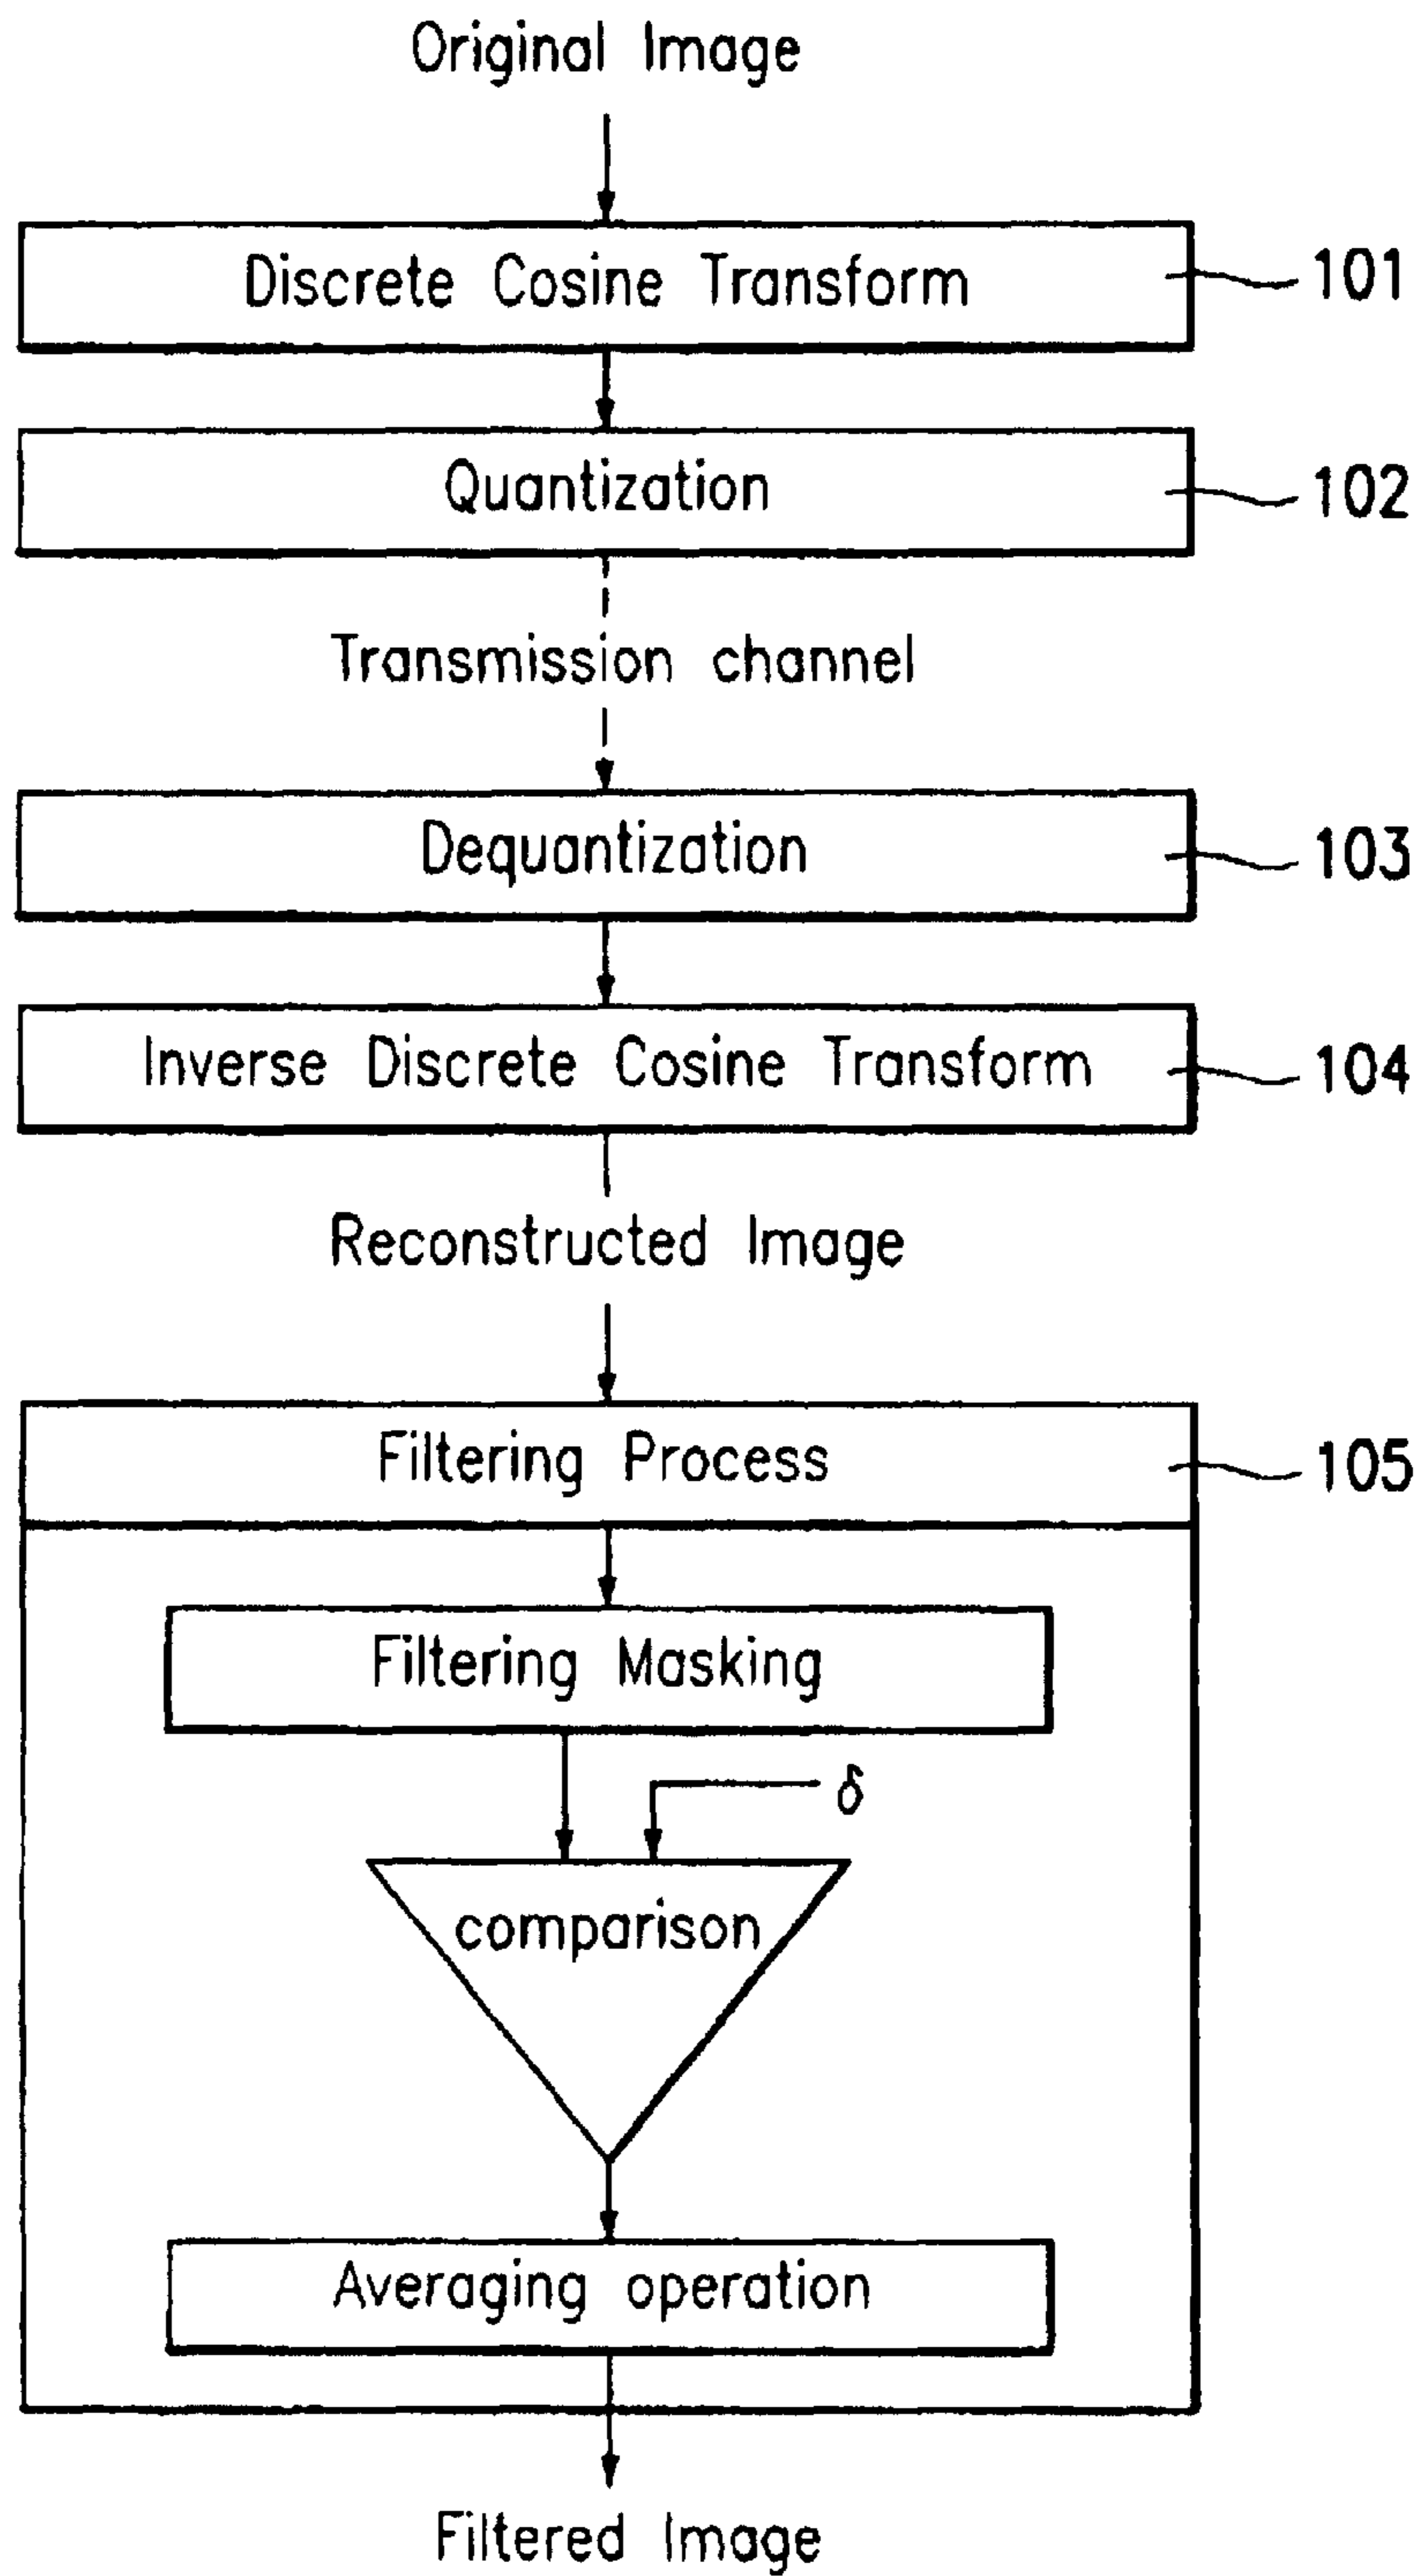 Original Image
Discrete Cosine Transform
101
Quantization
102
Transmission channel
Dequantization
103
Inverse Discrete Cosine Transform
104
Reconstructed Image
Filtering Process
105
Filtering Masking
δ
comparison
Averaging operation
Filtered Image